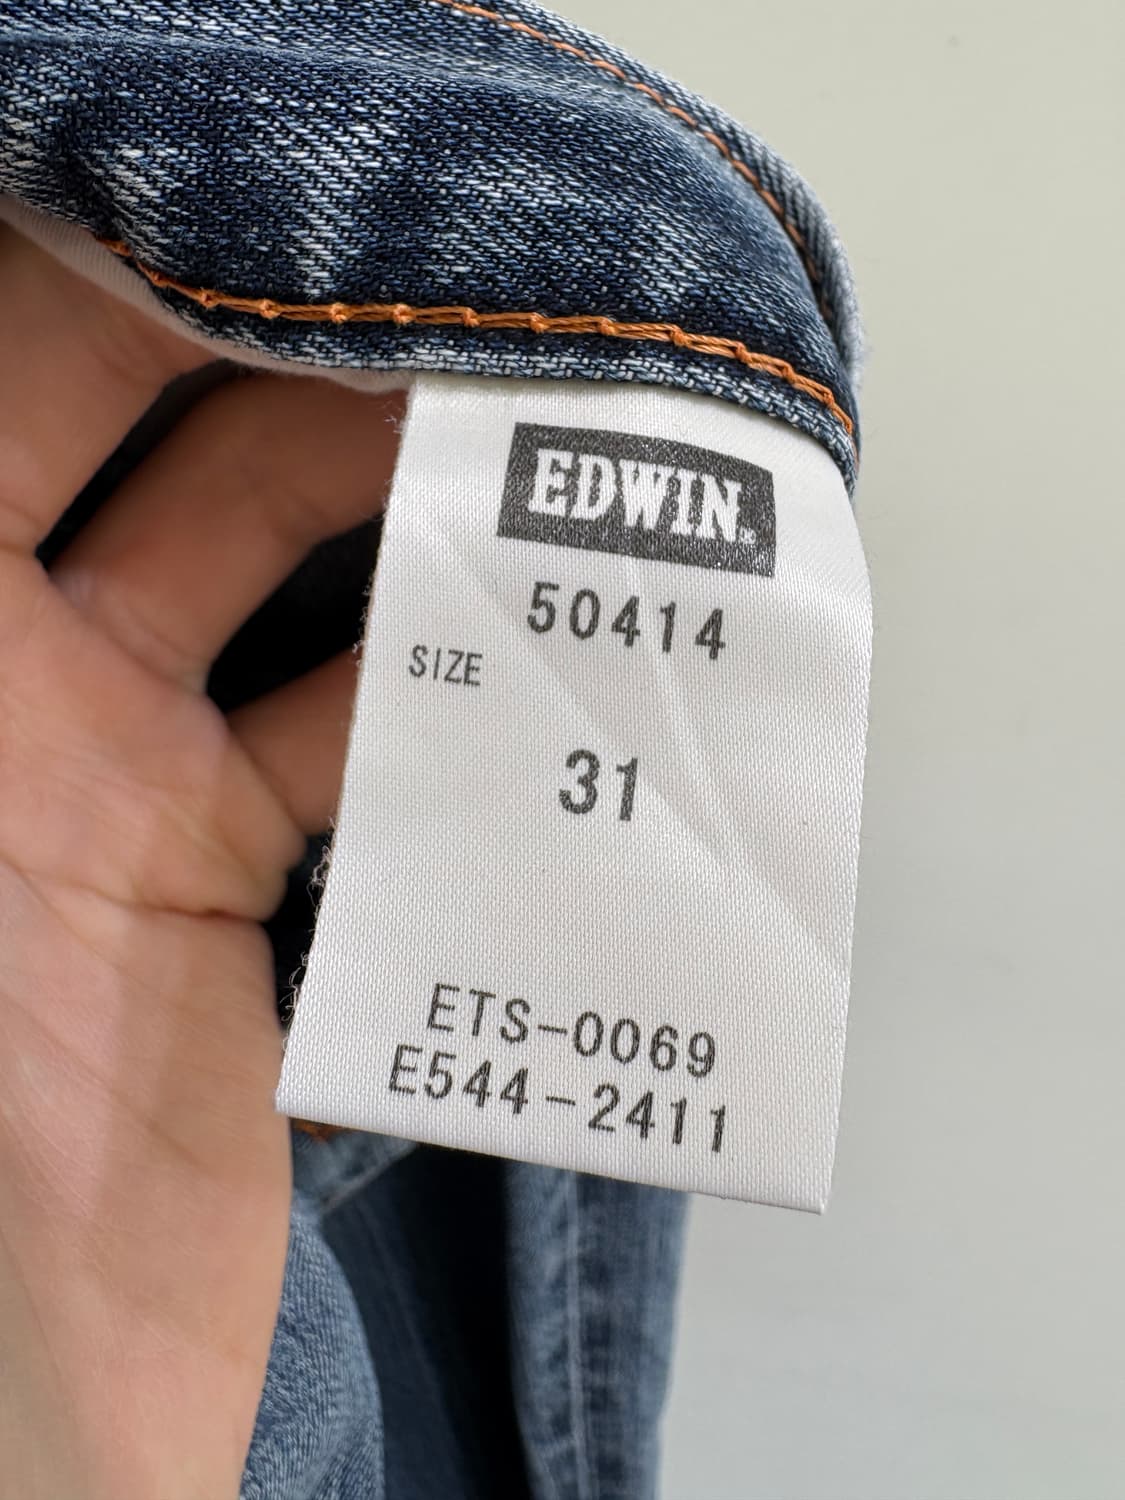 EDWIN
50414
SIZE
31
ETS-0069
E544-2411